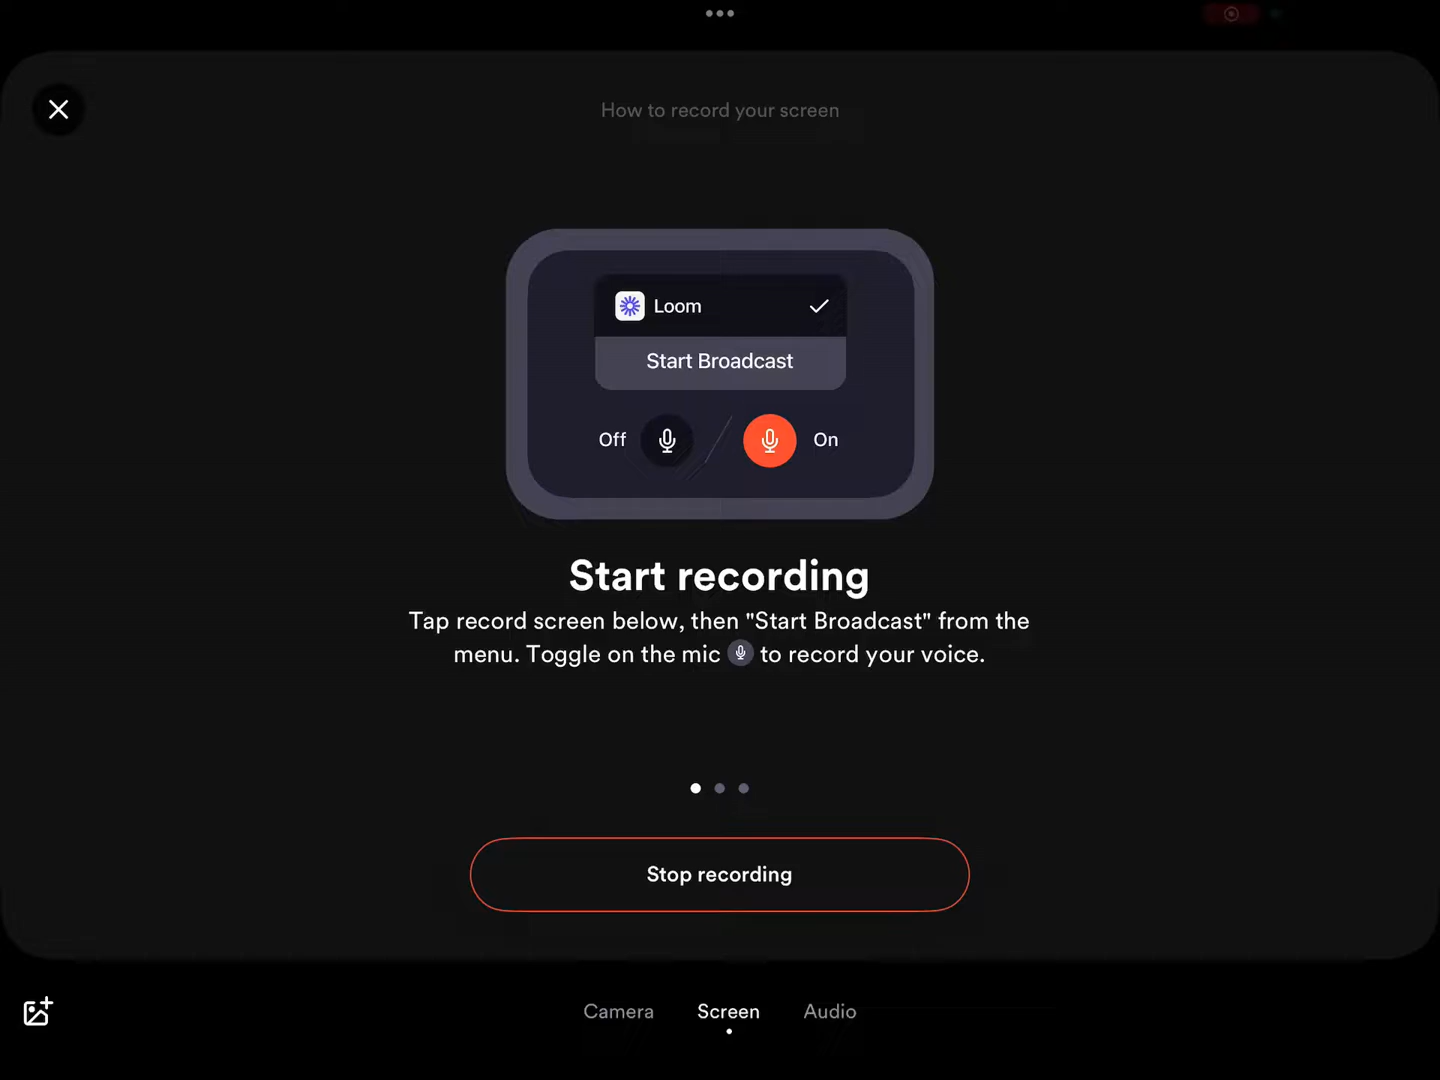 How to record your screen
Loom
Start Broadcast
Off
On
Start recording
Tap record screen below, then "Start Broadcast" from the
menu. Toggle on the mic to record your voice.
Stop recording
Camera
Screen
Audio